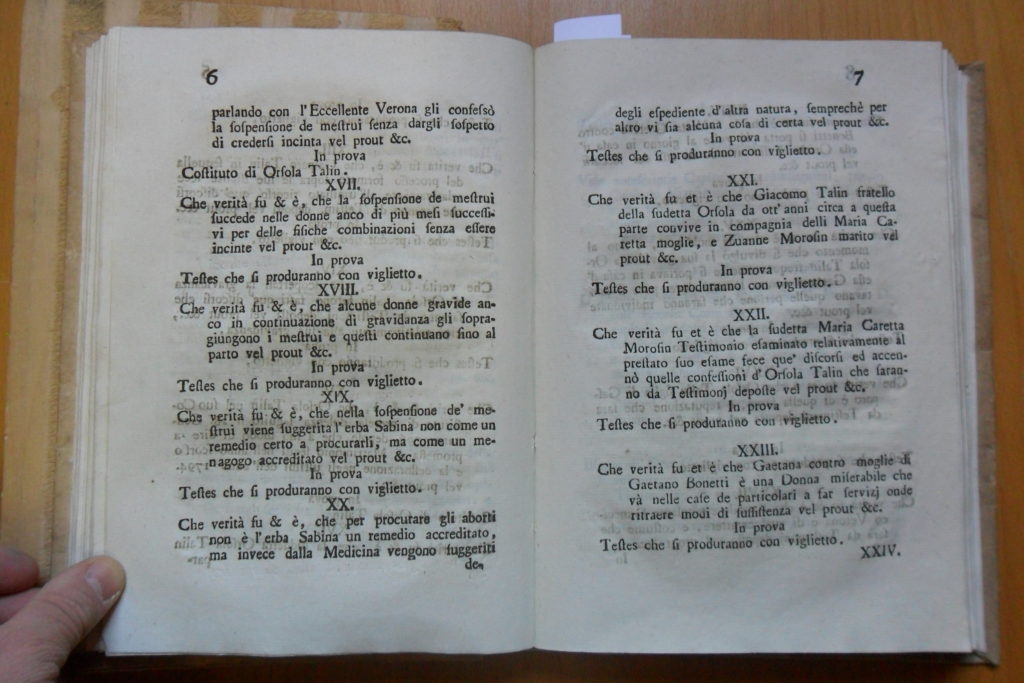 6
parlando con l'Eccellente Verona gli confessò
la sospensione de mestrui senza dargli sospetto
di credersi incinta vel prout &c.
In prova
Costituto di Orsola Talin.
XVII.
Che verità fu & è, che la sospensione de mestrui
succede nelle donne anco di più mesi successi-
vi per delle fisiche combinazioni senza essere
incinte vel prout &c.
In prova
Testes che si produranno con viglietto.
XVIII.
Che verità fu & è, che alcune donne gravide an-
co in continuazione di gravidanza gli sopra-
giungono i mestrui e questi continuano sino al
parto vel prout &c.
In prova
Testes che si produranno con viglietto.
XIX.
Che verità fu & è, che nella sospensione de' me-
strui viene suggerita l'erba Sabina non come un
remedio certo a procurarli, ma come un me-
nagogo accreditato vel prout &c.
In prova
Testes che si produranno con viglietto.
XX.
Che verità fu & è, che per procurare gli aborti
non è l'erba Sabina un remedio accreditato,
ma invece dalla Medicina vengono suggeriti
de-
7
degli espediente d'altra natura, semprechè per
altro vi sia alcuna cosa di certa vel prout &c.
In prova
Testes che si produranno con viglietto.
XXI.
Che verità fu et è che Giacomo Talin fratello
della sudetta Orsola da ott'anni circa a questa
parte convive in compagnia delli Maria Ca-
retta moglie, e Zuanne Morosin marito vel
prout &c.
In prova
Testes che si produranno con viglietto.
XXII.
Che verità fu et è che la sudetta Maria Caretta
Morosin Testimonio esaminato relativamente al
prestato suo esame fece que' discorsi ed accen-
nò quelle confessioni d'Orsola Talin che saran-
no da Testimonj deposte vel prout &c.
In prova
Testes che si produranno con viglietto.
XXIII.
Che verità fu et è che Gaetana contro moglie di
Gaetano Bonetti è una Donna miserabile che
và nelle case de particolari a far servizj onde
ritraere modi di sussistenza vel prout &c.
In prova
Testes che si produranno con viglietto.
XXIV.